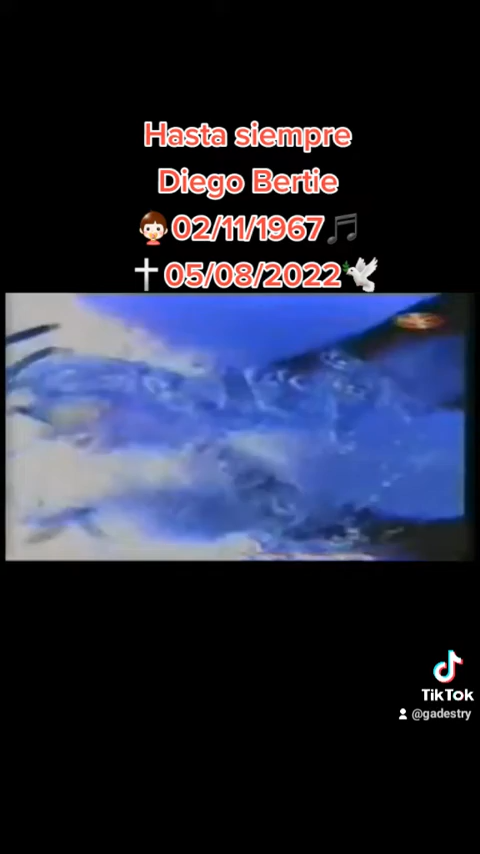 Hasta siempre
Diego Bertie
02/11/1967
05/08/2022
TikTok
@gadestry